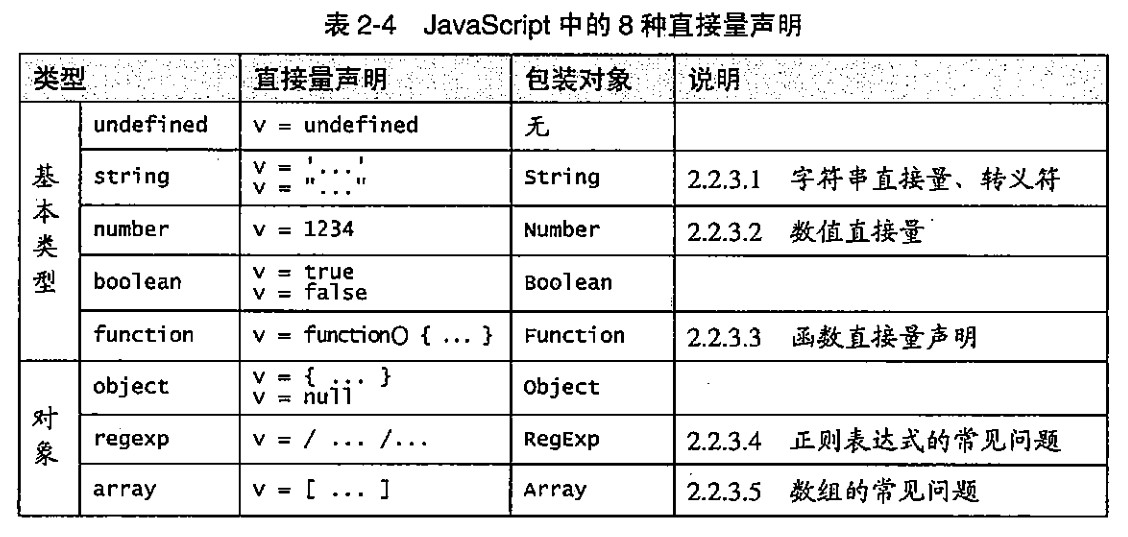 表 2-4 JavaScript 中的 8 种直接量声明
类型 直接量声明 包装对象 说明
基本类型
undefined v = undefined 无
string v = '...' String 2.2.3.1 字符串直接量、转义符
v = "..."
number v = 1234 Number 2.2.3.2 数值直接量
boolean v = true Boolean
v = false
function v = function() { ... } Function 2.2.3.3 函数直接量声明
对象
object v = { ... } Object
v = null
regexp v = / ... /... RegExp 2.2.3.4 正则表达式的常见问题
array v = [ ... ] Array 2.2.3.5 数组的常见问题